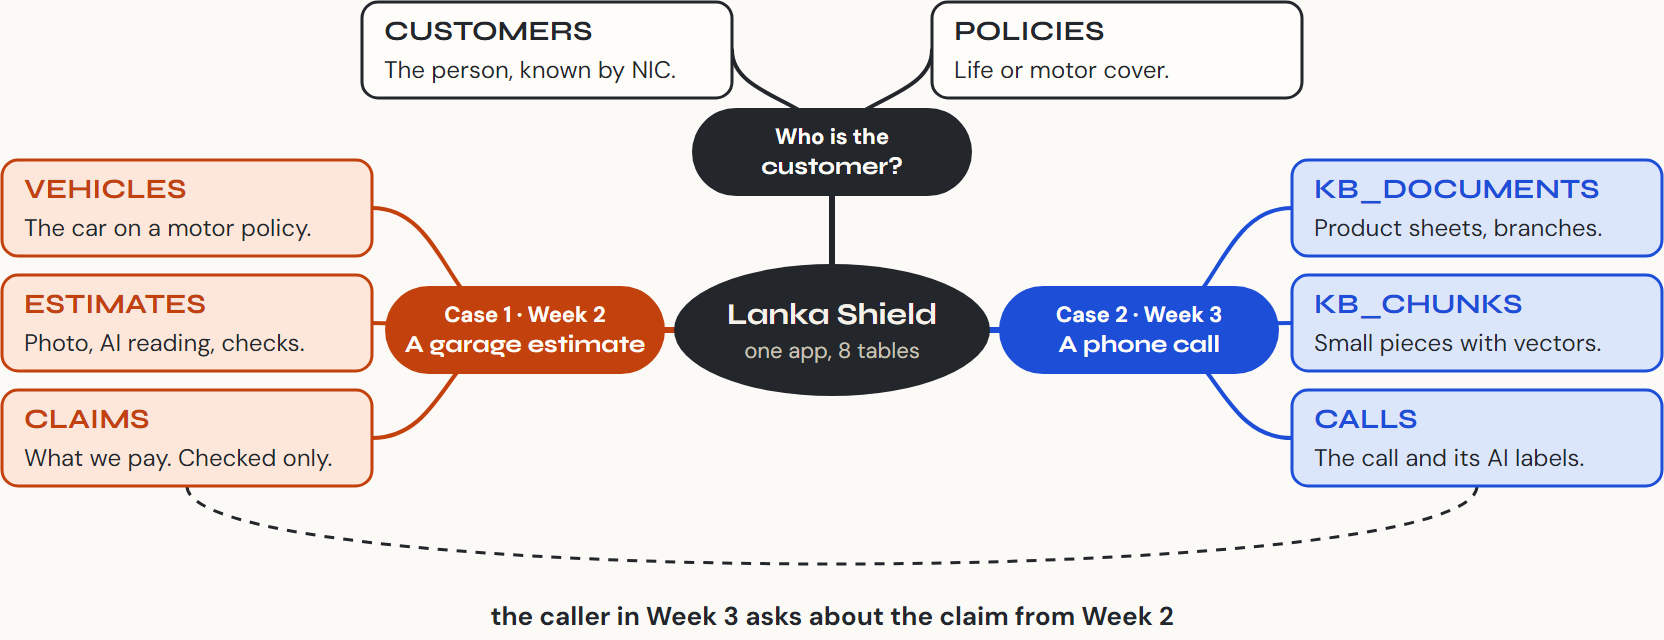 CUSTOMERS
The person, known by NIC.
POLICIES
Life or motor cover.
Who is the
customer?
VEHICLES
The car on a motor policy.
ESTIMATES
Photo, AI reading, checks.
CLAIMS
What we pay. Checked only.
Case 1 · Week 2
A garage estimate
Lanka Shield
one app, 8 tables
Case 2 · Week 3
A phone call
KB_DOCUMENTS
Product sheets, branches.
KB_CHUNKS
Small pieces with vectors.
CALLS
The call and its AI labels.
the caller in Week 3 asks about the claim from Week 2